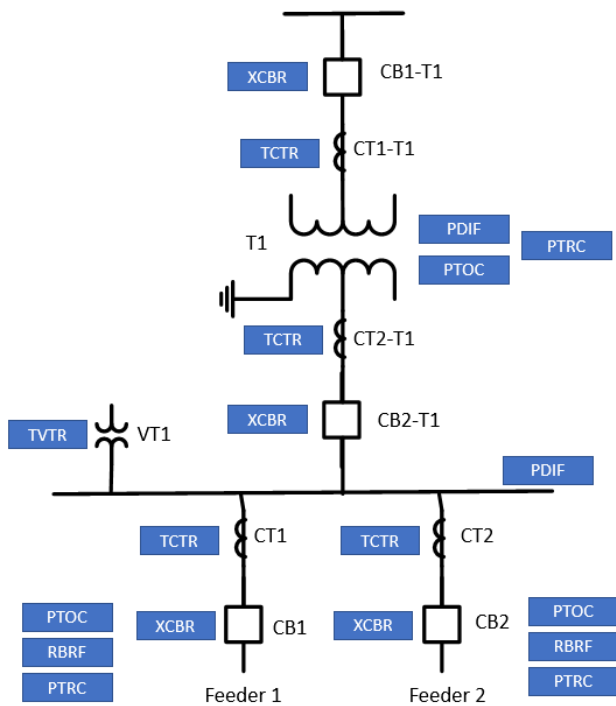 XCBR
CB1-T1
TCTR
CT1-T1
T1
PDIF
PTRC
PTOC
TCTR
CT2-T1
XCBR
CB2-T1
TVTR
VT1
PDIF
TCTR
CT1
TCTR
CT2
PTOC
RBRF
PTRC
XCBR
CB1
XCBR
CB2
PTOC
RBRF
PTRC
Feeder 1
Feeder 2